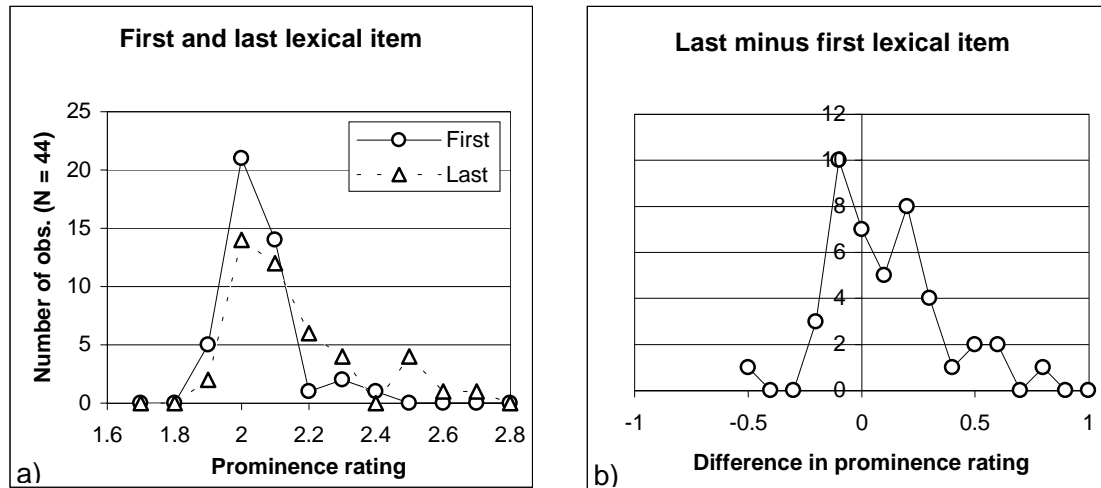 First and last lexical item
25
20
15
10
5
0
Number of obs. (N = 44)
First
Last
1.6 1.8 2 2.2 2.4 2.6 2.8
Prominence rating
a)
Last minus first lexical item
12
10
8
6
4
2
0
-1 -0.5 0 0.5 1
Difference in prominence rating
b)